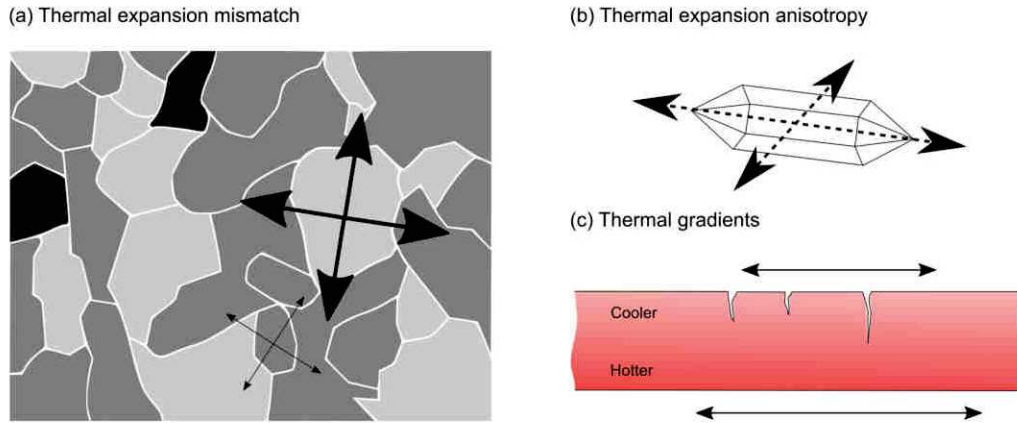 (a) Thermal expansion mismatch
(b) Thermal expansion anisotropy
(c) Thermal gradients
Cooler
Hotter